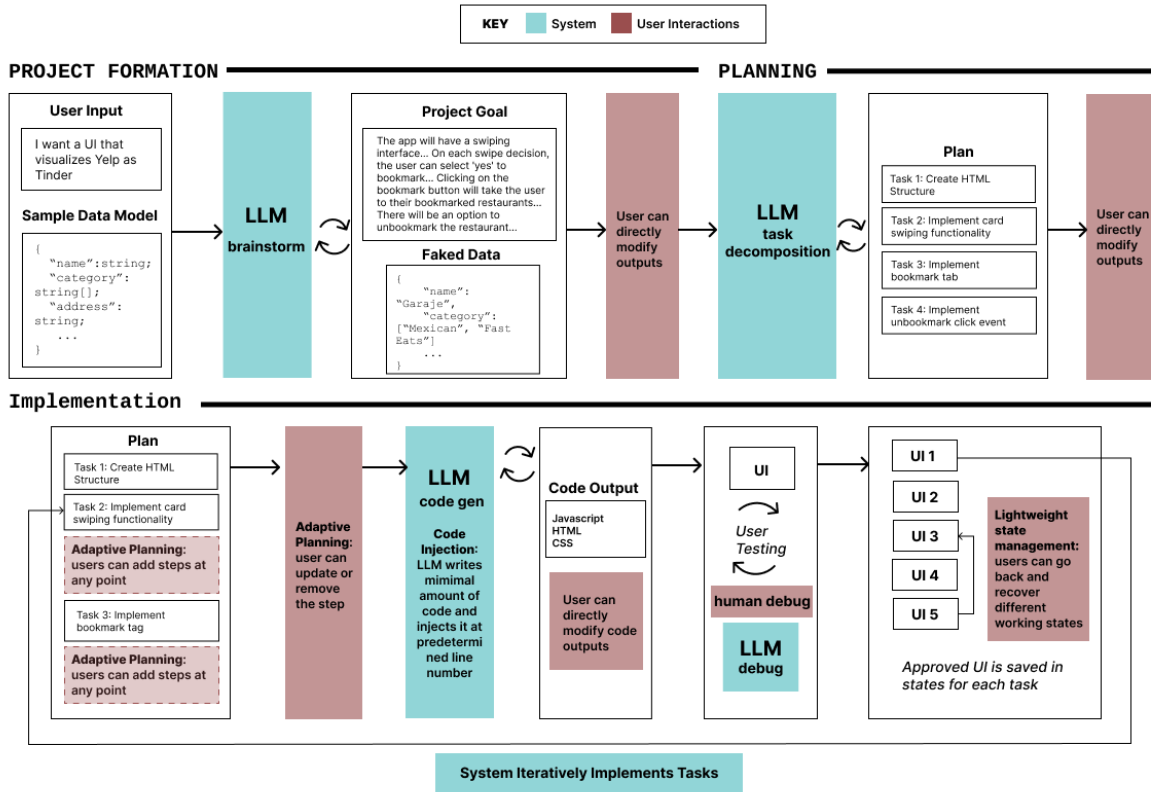 KEY
System
User Interactions
PROJECT FORMATION
PLANNING
User Input
I want a UI that
visualizes Yelp as
Tinder
Sample Data Model
{
“name”:string;
“category”:
string[];
“address”:
string;
...
}
LLM
brainstorm
Project Goal
The app will have a swiping
interface... On each swipe decision,
the user can select 'yes' to
bookmark... Clicking on the
bookmark button will take the user
to their bookmarked restaurants...
There will be an option to
unbookmark the restaurant...
Faked Data
{
“name”:
“Garaje”,
“category”:
[“Mexican”, “Fast
Eats”]
...
}
User can
directly
modify
outputs
LLM
task
decomposition
Plan
Task 1: Create HTML
Structure
Task 2: Implement card
swiping functionality
Task 3: Implement
bookmark tab
Task 4: Implement
unbookmark click event
User can
directly
modify
outputs
Implementation
Plan
Task 1: Create HTML
Structure
Task 2: Implement card
swiping functionality
Adaptive Planning:
users can add steps at
any point
Task 3: Implement
bookmark tag
Adaptive Planning:
users can add steps at
any point
Adaptive
Planning:
user can
update or
remove
the step
LLM
code gen
Code
Injection:
LLM writes
mimimal
amount of
code and
injects it at
predetermi
ned line
number
Code Output
Javascript
HTML
CSS
User can
directly
modify code
outputs
UI
User
Testing
human debug
LLM
debug
UI 1
UI 2
UI 3
UI 4
UI 5
Lightweight
state
management:
users can go
back and
recover
different
working states
Approved UI is saved in
states for each task
System Iteratively Implements Tasks